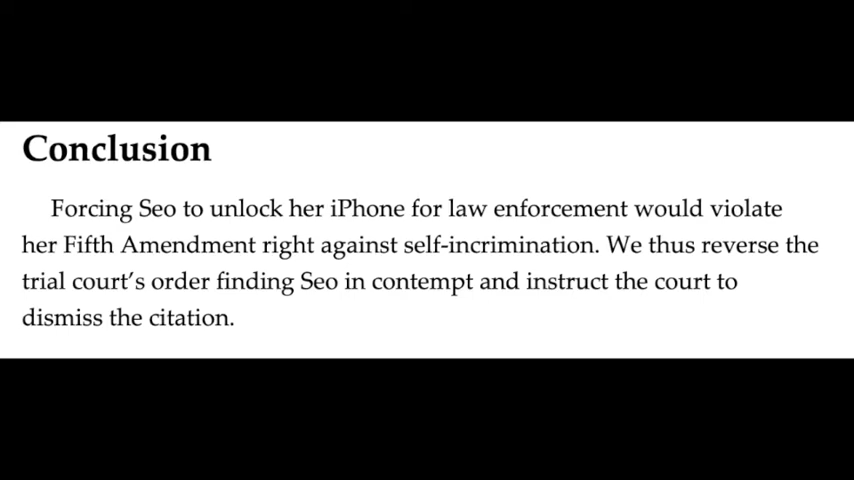 Conclusion
Forcing Seo to unlock her iPhone for law enforcement would violate
her Fifth Amendment right against self-incrimination. We thus reverse the
trial court’s order finding Seo in contempt and instruct the court to
dismiss the citation.